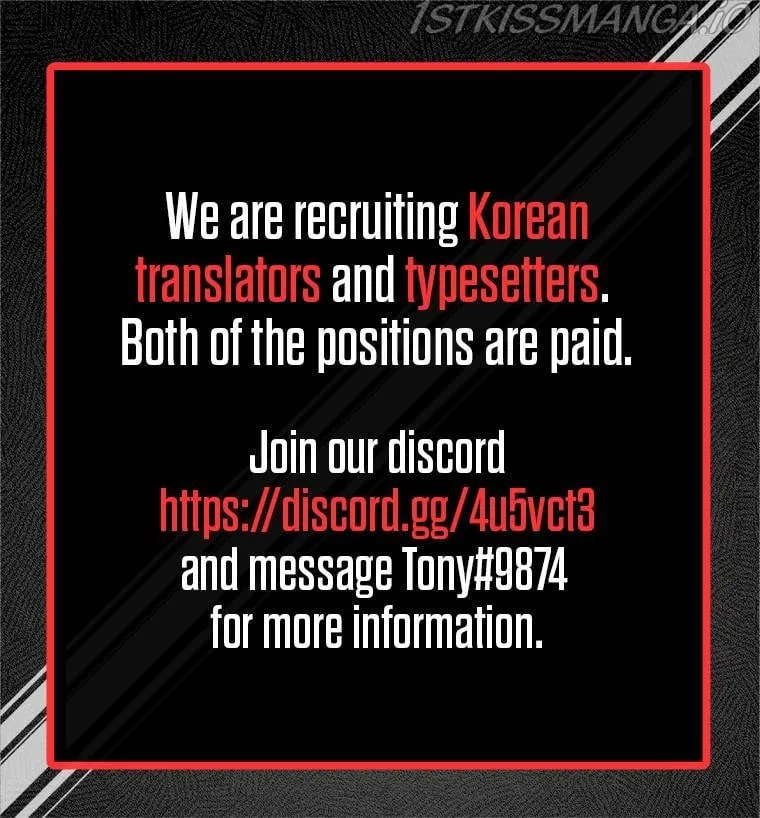 1STKISSMANGA.iO
We are recruiting Korean
translators and typesetters.
Both of the positions are paid.
Join our discord
https://discord.gg/4u5vct3
and message Tony#9874
for more information.